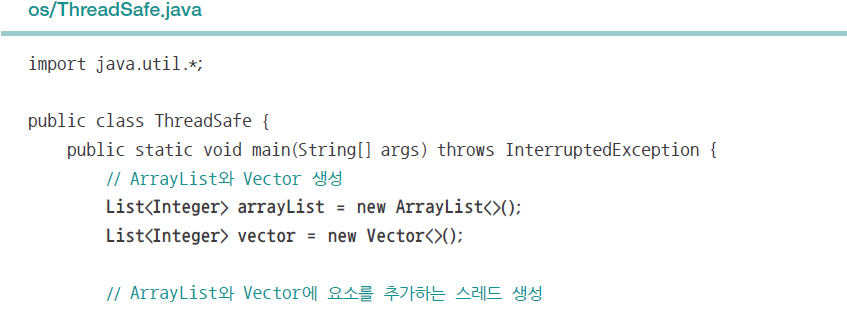 os/ThreadSafe.java
import java.util.*;
public class ThreadSafe {
public static void main(String[] args) throws InterruptedException {
// ArrayList와 Vector 생성
List<Integer> arrayList = new ArrayList<>();
List<Integer> vector = new Vector<>();
// ArrayList와 Vector에 요소를 추가하는 스레드 생성